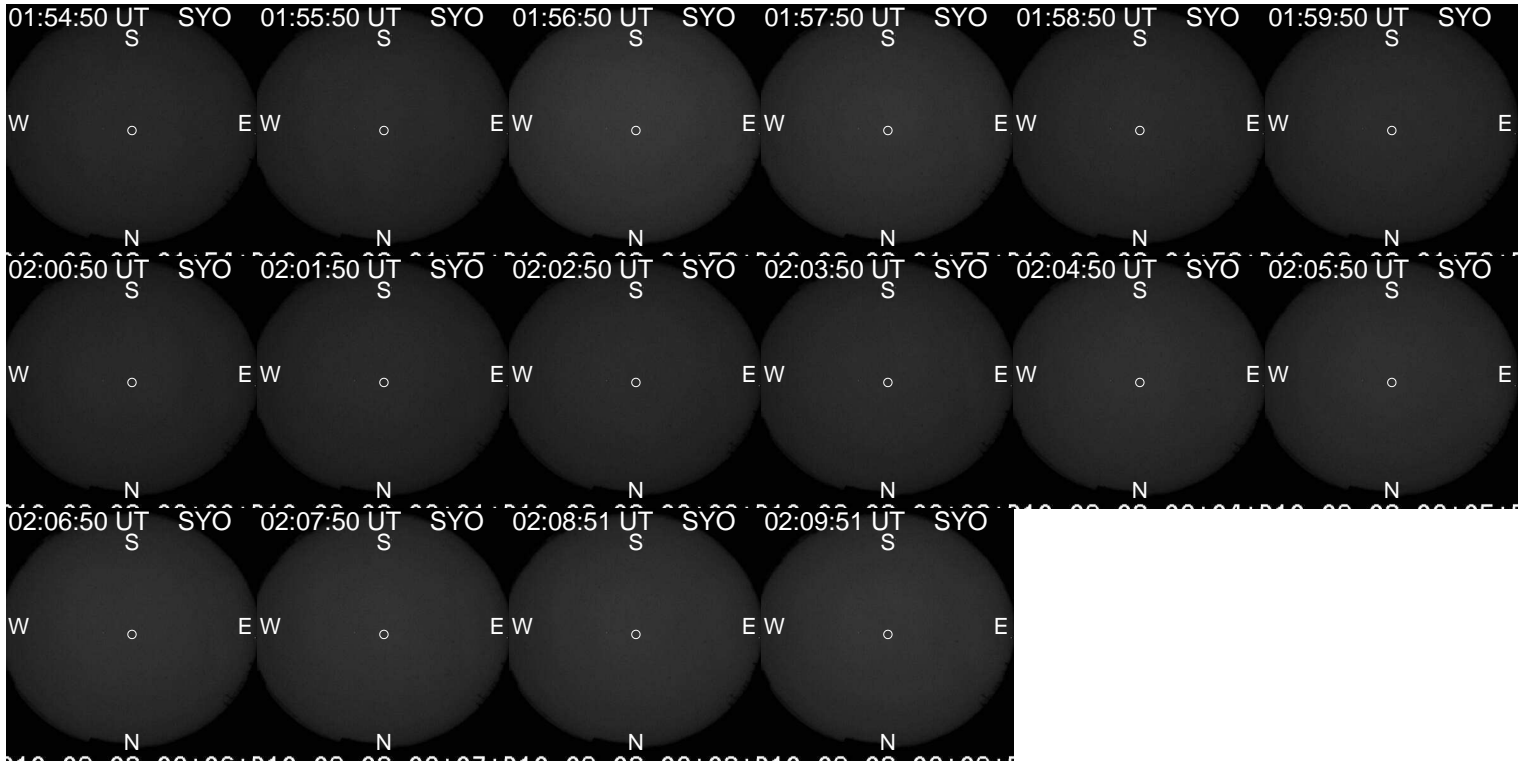 01:54:50 UT SYO 01:55:50 UT SYO 01:56:50 UT SYO 01:57:50 UT SYO 01:58:50 UT SYO 01:59:50 UT SYO
S S S S S S
W E W E W E W E W E W E
N N N N N N
02:00:50 UT SYO 02:01:50 UT SYO 02:02:50 UT SYO 02:03:50 UT SYO 02:04:50 UT SYO 02:05:50 UT SYO
S S S S S S
W E W E W E W E W E W E
N N N N N N
02:06:50 UT SYO 02:07:50 UT SYO 02:08:51 UT SYO 02:09:51 UT SYO
S S S S
W E W E W E W E
N N N N